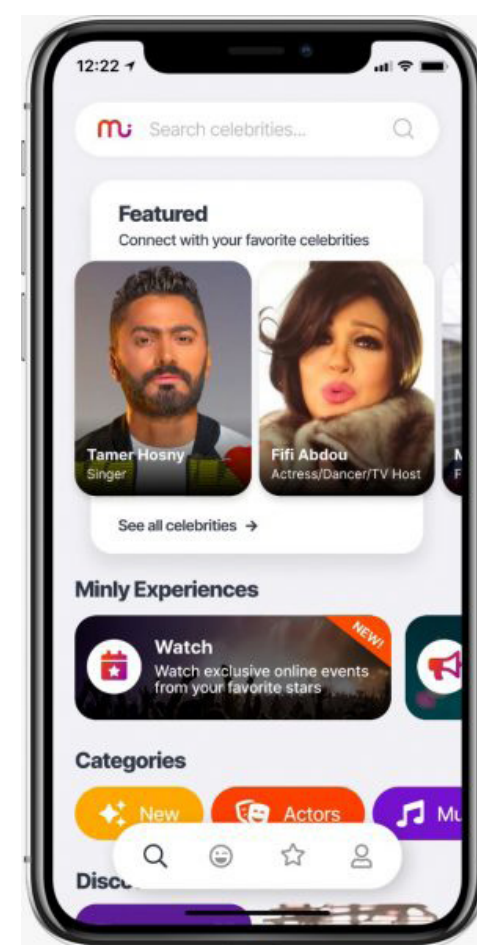 12:22
Search celebrities...
Featured
Connect with your favorite celebrities
Tamer Hosny
Singer
Fifi Abdou
Actress/Dancer/TV Host
See all celebrities →
Minly Experiences
NEW!
Watch
Watch exclusive online events
from your favorite stars
Categories
New
Actors